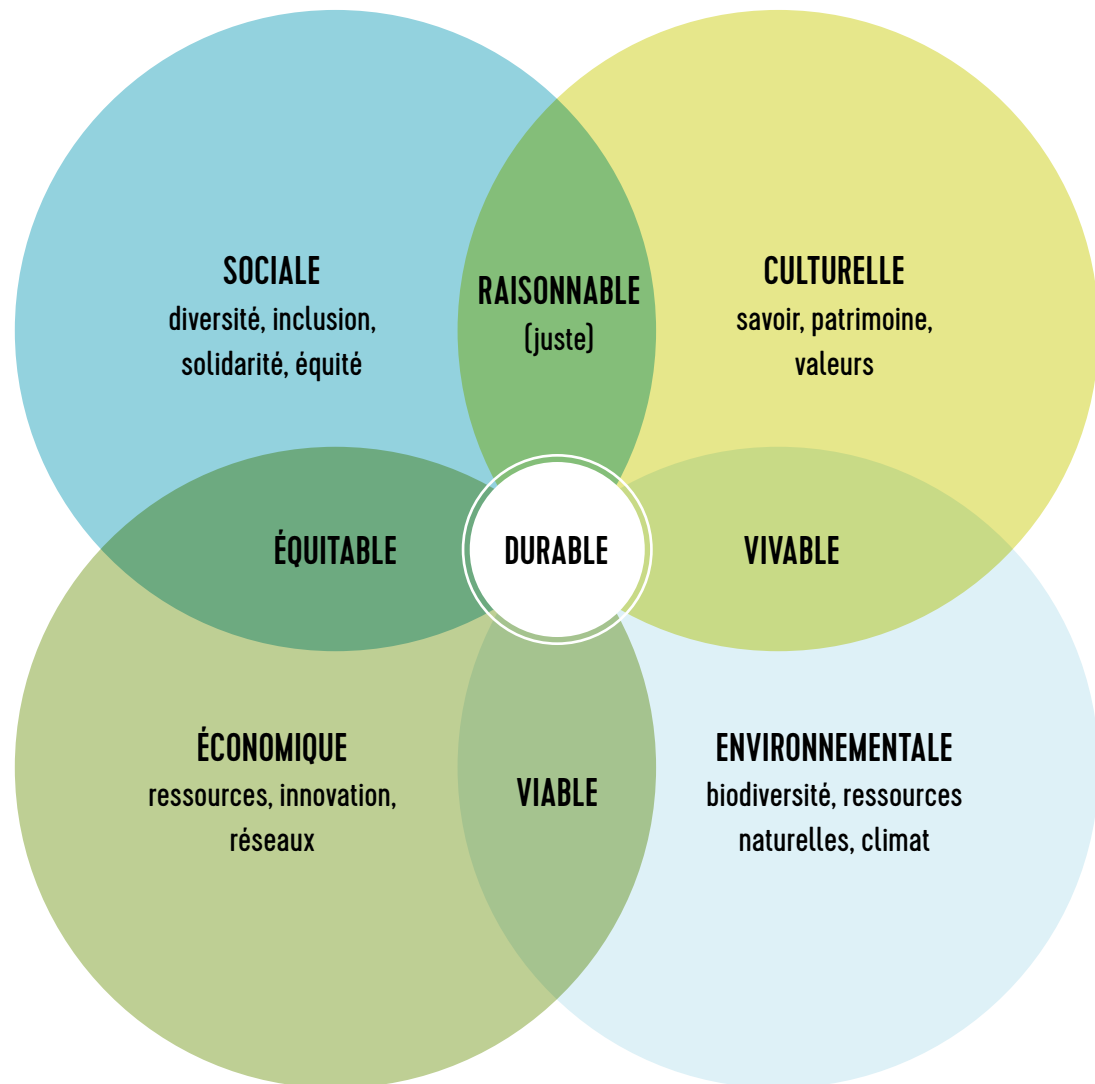 SOCIALE
diversité, inclusion,
solidarité, équité
RAISONNABLE
(juste)
CULTURELLE
savoir, patrimoine,
valeurs
ÉQUITABLE
DURABLE
VIVABLE
ÉCONOMIQUE
ressources, innovation,
réseaux
VIABLE
ENVIRONNEMENTALE
biodiversité, ressources
naturelles, climat